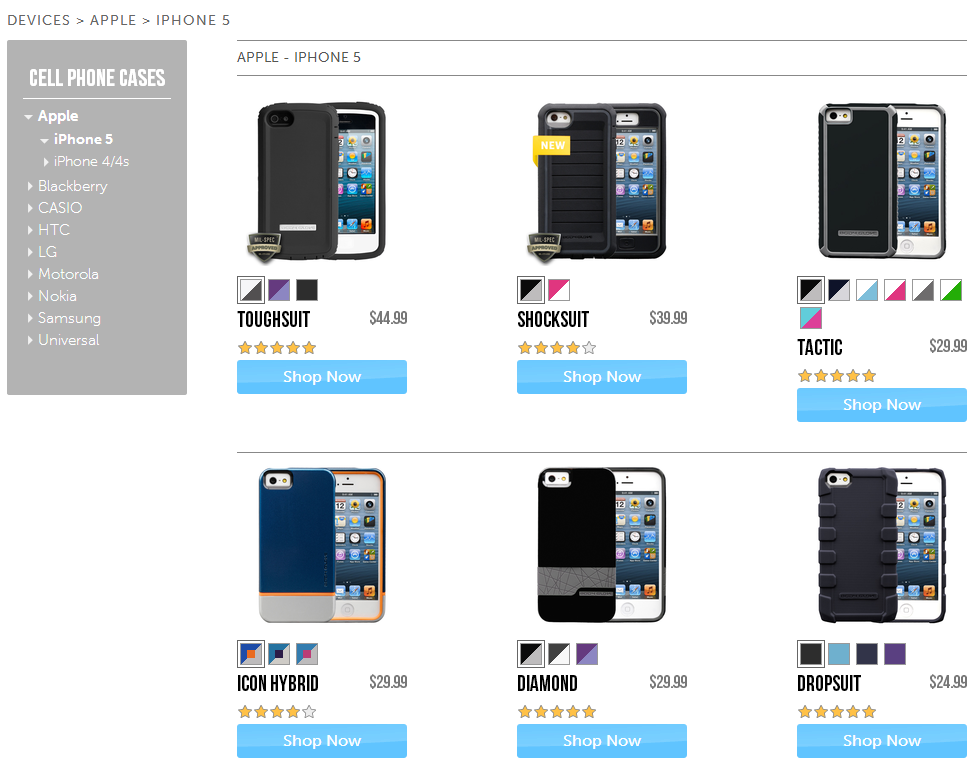 DEVICES > APPLE > IPHONE 5
CELL PHONE CASES
Apple
iPhone 5
iPhone 4/4s
Blackberry
CASIO
HTC
LG
Motorola
Nokia
Samsung
Universal
APPLE - IPHONE 5
MIL-SPEC
APPROVED
NEW
MIL-SPEC
APPROVED
TOUGHSUIT $44.99
Shop Now
SHOCKSUIT $39.99
Shop Now
TACTIC $29.99
Shop Now
ICON HYBRID $29.99
Shop Now
DIAMOND $29.99
Shop Now
DROPSUIT $24.99
Shop Now